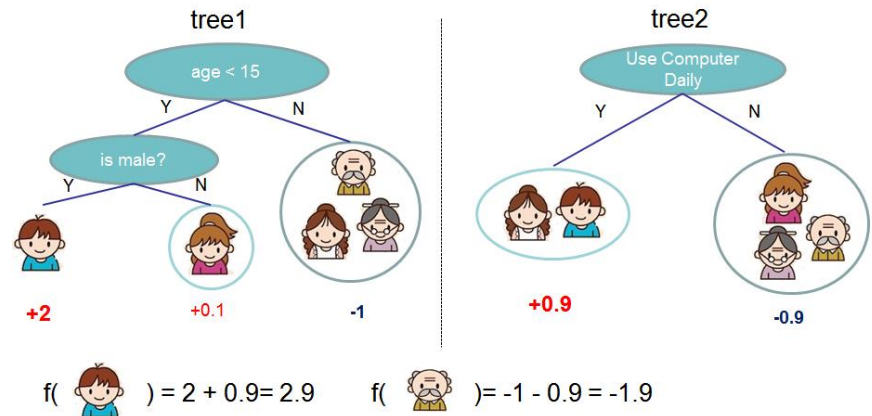 tree1
age < 15
Y
N
is male?
Y
N
+2
+0.1
-1
tree2
Use Computer
Daily
Y
N
+0.9
-0.9
f( ) = 2 + 0.9= 2.9
f( )= -1 - 0.9 = -1.9